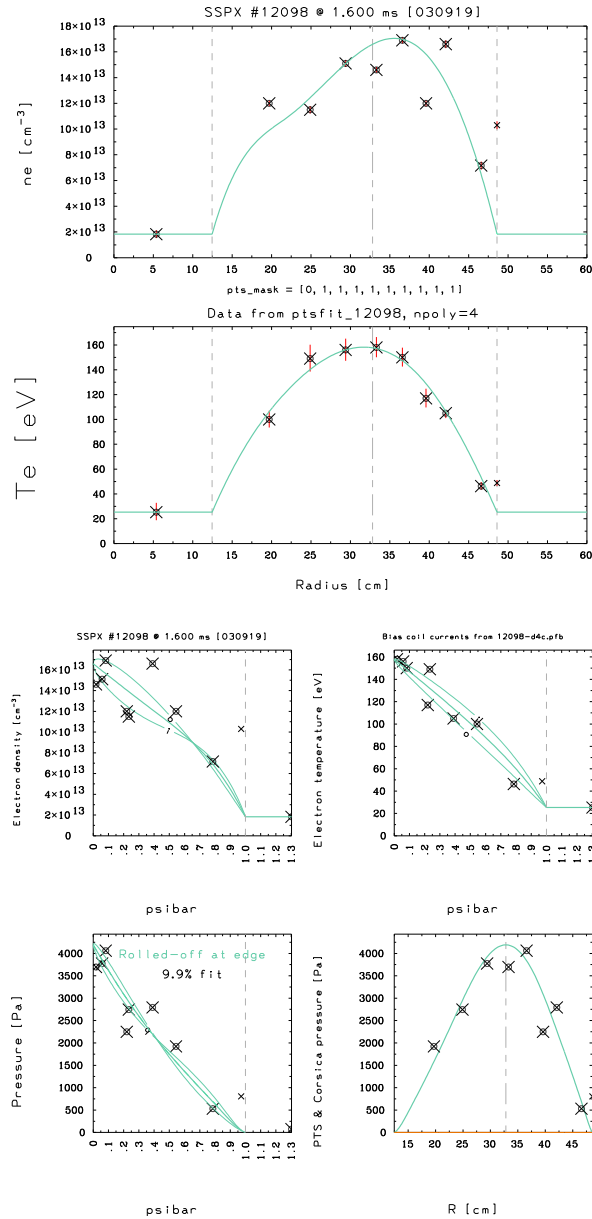 SSPX #12098 @ 1.600 ms [030919]
18×10 13
16×10 13
14×10 13
12×10 13
10×10 13
8×10 13
6×10 13
4×10 13
2×10 13
0
ne [cm-3]
0 5 10 15 20 25 30 35 40 45 50 55 60
pts_mask = [0, 1, 1, 1, 1, 1, 1, 1, 1, 1, 1]
Data from ptsfit_12098, npoly=4
160
140
120
100
80
60
40
20
0
Te [eV]
0 5 10 15 20 25 30 35 40 45 50 55 60
Radius [cm]
SSPX #12098 @ 1.600 ms [030919]
16×10 13
14×10 13
12×10 13
10×10 13
8×10 13
6×10 13
4×10 13
2×10 13
0
Electron density [cm-3]
0 .1 .2 .3 .4 .5 .6 .7 .8 .9 1.0 1.1 1.2 1.3
psibar
Bias coil currents from 12098-d4c.pfb
160
140
120
100
80
60
40
20
0
Electron temperature [eV]
0 .1 .2 .3 .4 .5 .6 .7 .8 .9 1.0 1.1 1.2 1.3
psibar
Rolled-off at edge
9.9% fit
4000
3500
3000
2500
2000
1500
1000
500
0
Pressure [Pa]
0 .1 .2 .3 .4 .5 .6 .7 .8 .9 1.0 1.1 1.2 1.3
psibar
4000
3500
3000
2500
2000
1500
1000
500
0
PTS & Corsica pressure [Pa]
15 20 25 30 35 40 45
R [cm]